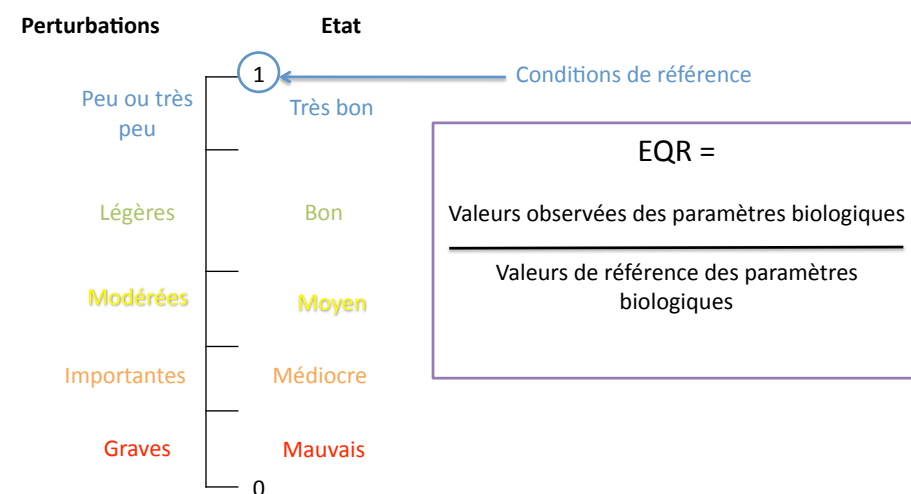 Perturbations
Etat
1
Conditions de référence
Peu ou très
peu
Très bon
EQR =
Légères
Bon
Valeurs observées des paramètres biologiques
Valeurs de référence des paramètres
biologiques
Modérées
Moyen
Importantes
Médiocre
Graves
Mauvais
0